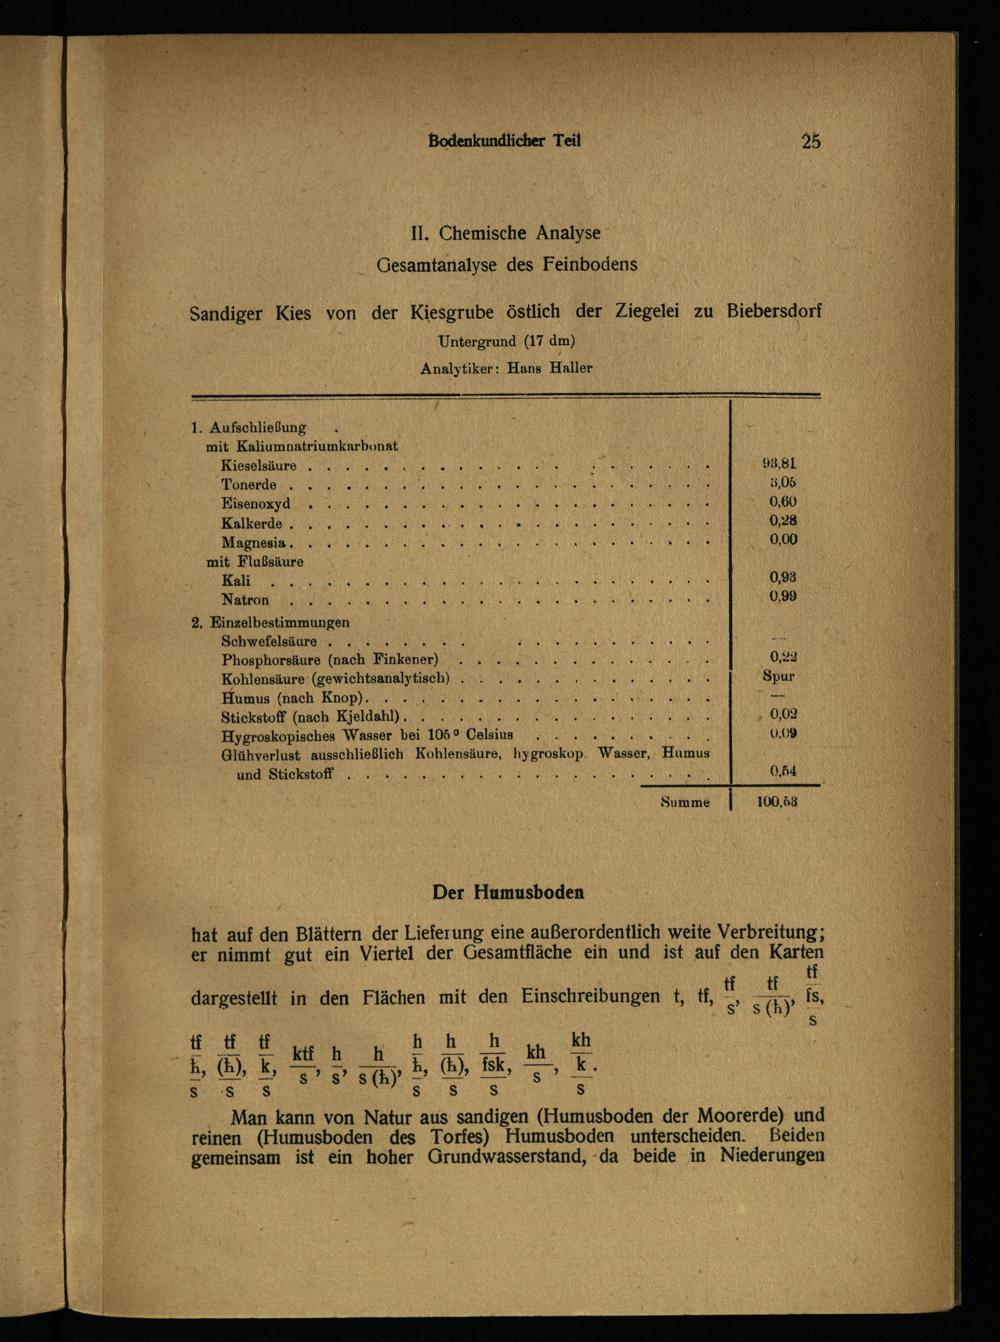 Bodenkundlicher Teil 25
II. Chemische Analyse
Gesamtanalyse des Feinbodens
Sandiger Kies von der Kiesgrube östlich der Ziegelei zu Biebersdorf
Untergrund (17 dm)
Analytiker: Hans Haller
1. Aufschließung
mit Kaliumnatriumkarbonat
Kieselsäure . . . . . . . . . . . . . . . . . . . . . 93,81
Tonerde . . . . . . . . . . . . . . . . . . . . . . . 3,05
Eisenoxyd . . . . . . . . . . . . . . . . . . . . . . 0,60
Kalkerde . . . . . . . . . . . . . . . . . . . . . . . 0,28
Magnesia . . . . . . . . . . . . . . . . . . . . . . . 0,00
mit Flußsäure
Kali . . . . . . . . . . . . . . . . . . . . . . . . 0,93
Natron . . . . . . . . . . . . . . . . . . . . . . . 0,99
2. Einzelbestimmungen
Schwefelsäure . . . . . . . . . . . . . . . . . . . —
Phosphorsäure (nach Finkener) . . . . . . . . . . . . . . 0,22
Kohlensäure (gewichtsanalytisch) . . . . . . . . . . . . . . Spur
Humus (nach Knop) . . . . . . . . . . . . . . . . . . . —
Stickstoff (nach Kjeldahl) . . . . . . . . . . . . . . . . . 0,02
Hygroskopisches Wasser bei 105° Celsius . . . . . . . . . . 0,09
Glühverlust ausschließlich Kohlensäure, hygroskop. Wasser, Humus
und Stickstoff . . . . . . . . . . . . . . . . . . . . 0,54
Summe 100,53
Der Humusboden
hat auf den Blättern der Lieferung eine außerordentlich weite Verbreitung;
er nimmt gut ein Viertel der Gesamtfläche ein und ist auf den Karten
dargestellt in den Flächen mit den Einschreibungen t, tf, tf/s, tf/s(ħ), tf/fs/s,
tf/ħ/s, tf/(ħ)/s, tf/k/s, ktf/s, h/s, h/s(ħ), h/ħ/s, h/(ħ)/s, h/fsk/s, kh/s, kh/k/s.
Man kann von Natur aus sandigen (Humusboden der Moorerde) und
reinen (Humusboden des Torfes) Humusboden unterscheiden. Beiden
gemeinsam ist ein hoher Grundwasserstand, da beide in Niederungen